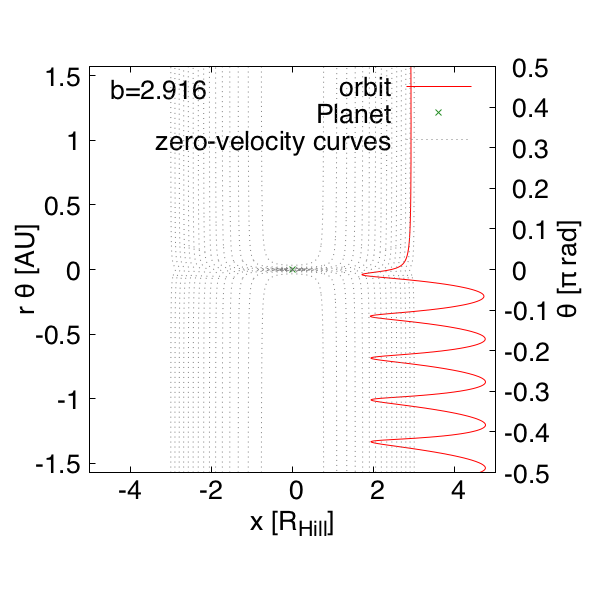 b=2.916
orbit
Planet
zero-velocity curves
r θ [AU]
1.5
1
0.5
0
-0.5
-1
-1.5
0.5
0.4
0.3
0.2
0.1
0
-0.1
-0.2
-0.3
-0.4
-0.5
θ [π rad]
-4 -2 0 2 4
x [R_Hill]